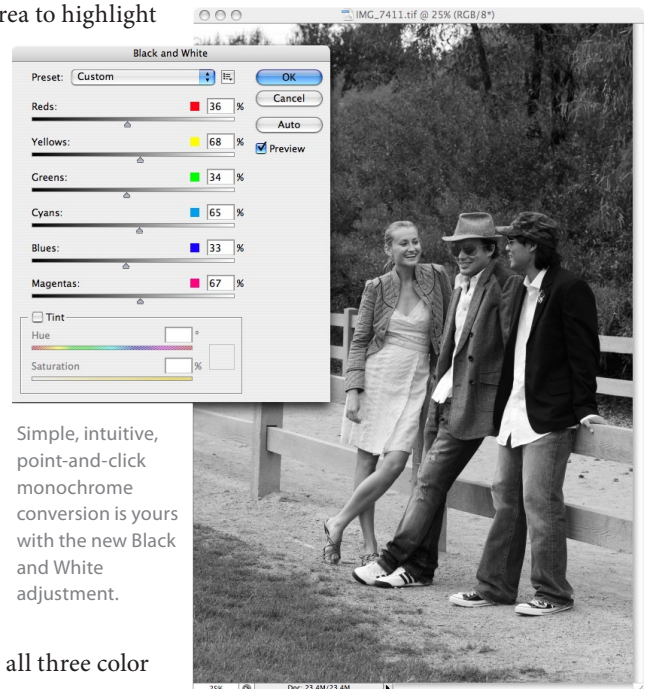 rea to highlight
IMG_7411.tif @ 25% (RGB/8*)
Black and White
Preset: Custom
OK
Cancel
Auto
Preview
Reds: 36 %
Yellows: 68 %
Greens: 34 %
Cyans: 65 %
Blues: 33 %
Magentas: 67 %
Tint
Hue °
Saturation %
Simple, intuitive,
point-and-click
monochrome
conversion is yours
with the new Black
and White
adjustment.
all three color
25% Doc: 23.4M/23.4M